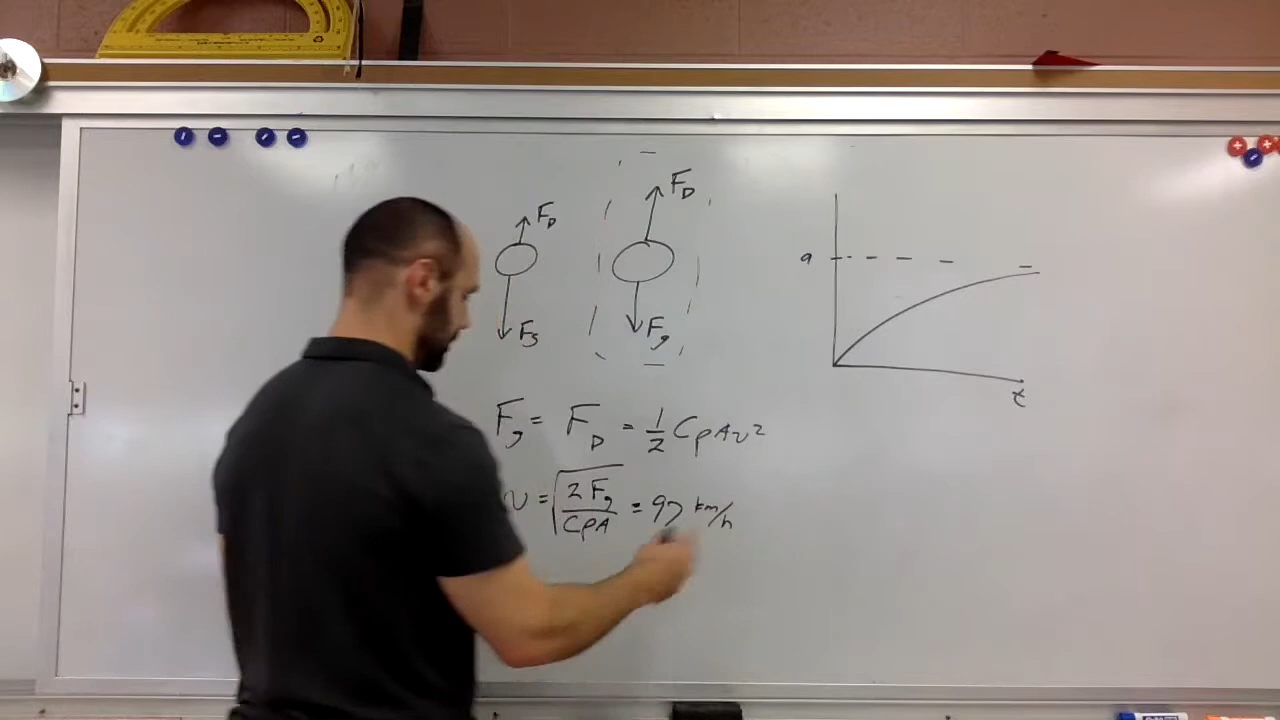 F_D
F_D
F_g
F_g
a
t
F_g = F_D = 1/2 CρAv²
v = √(2F_g/CρA) = 97 km/h